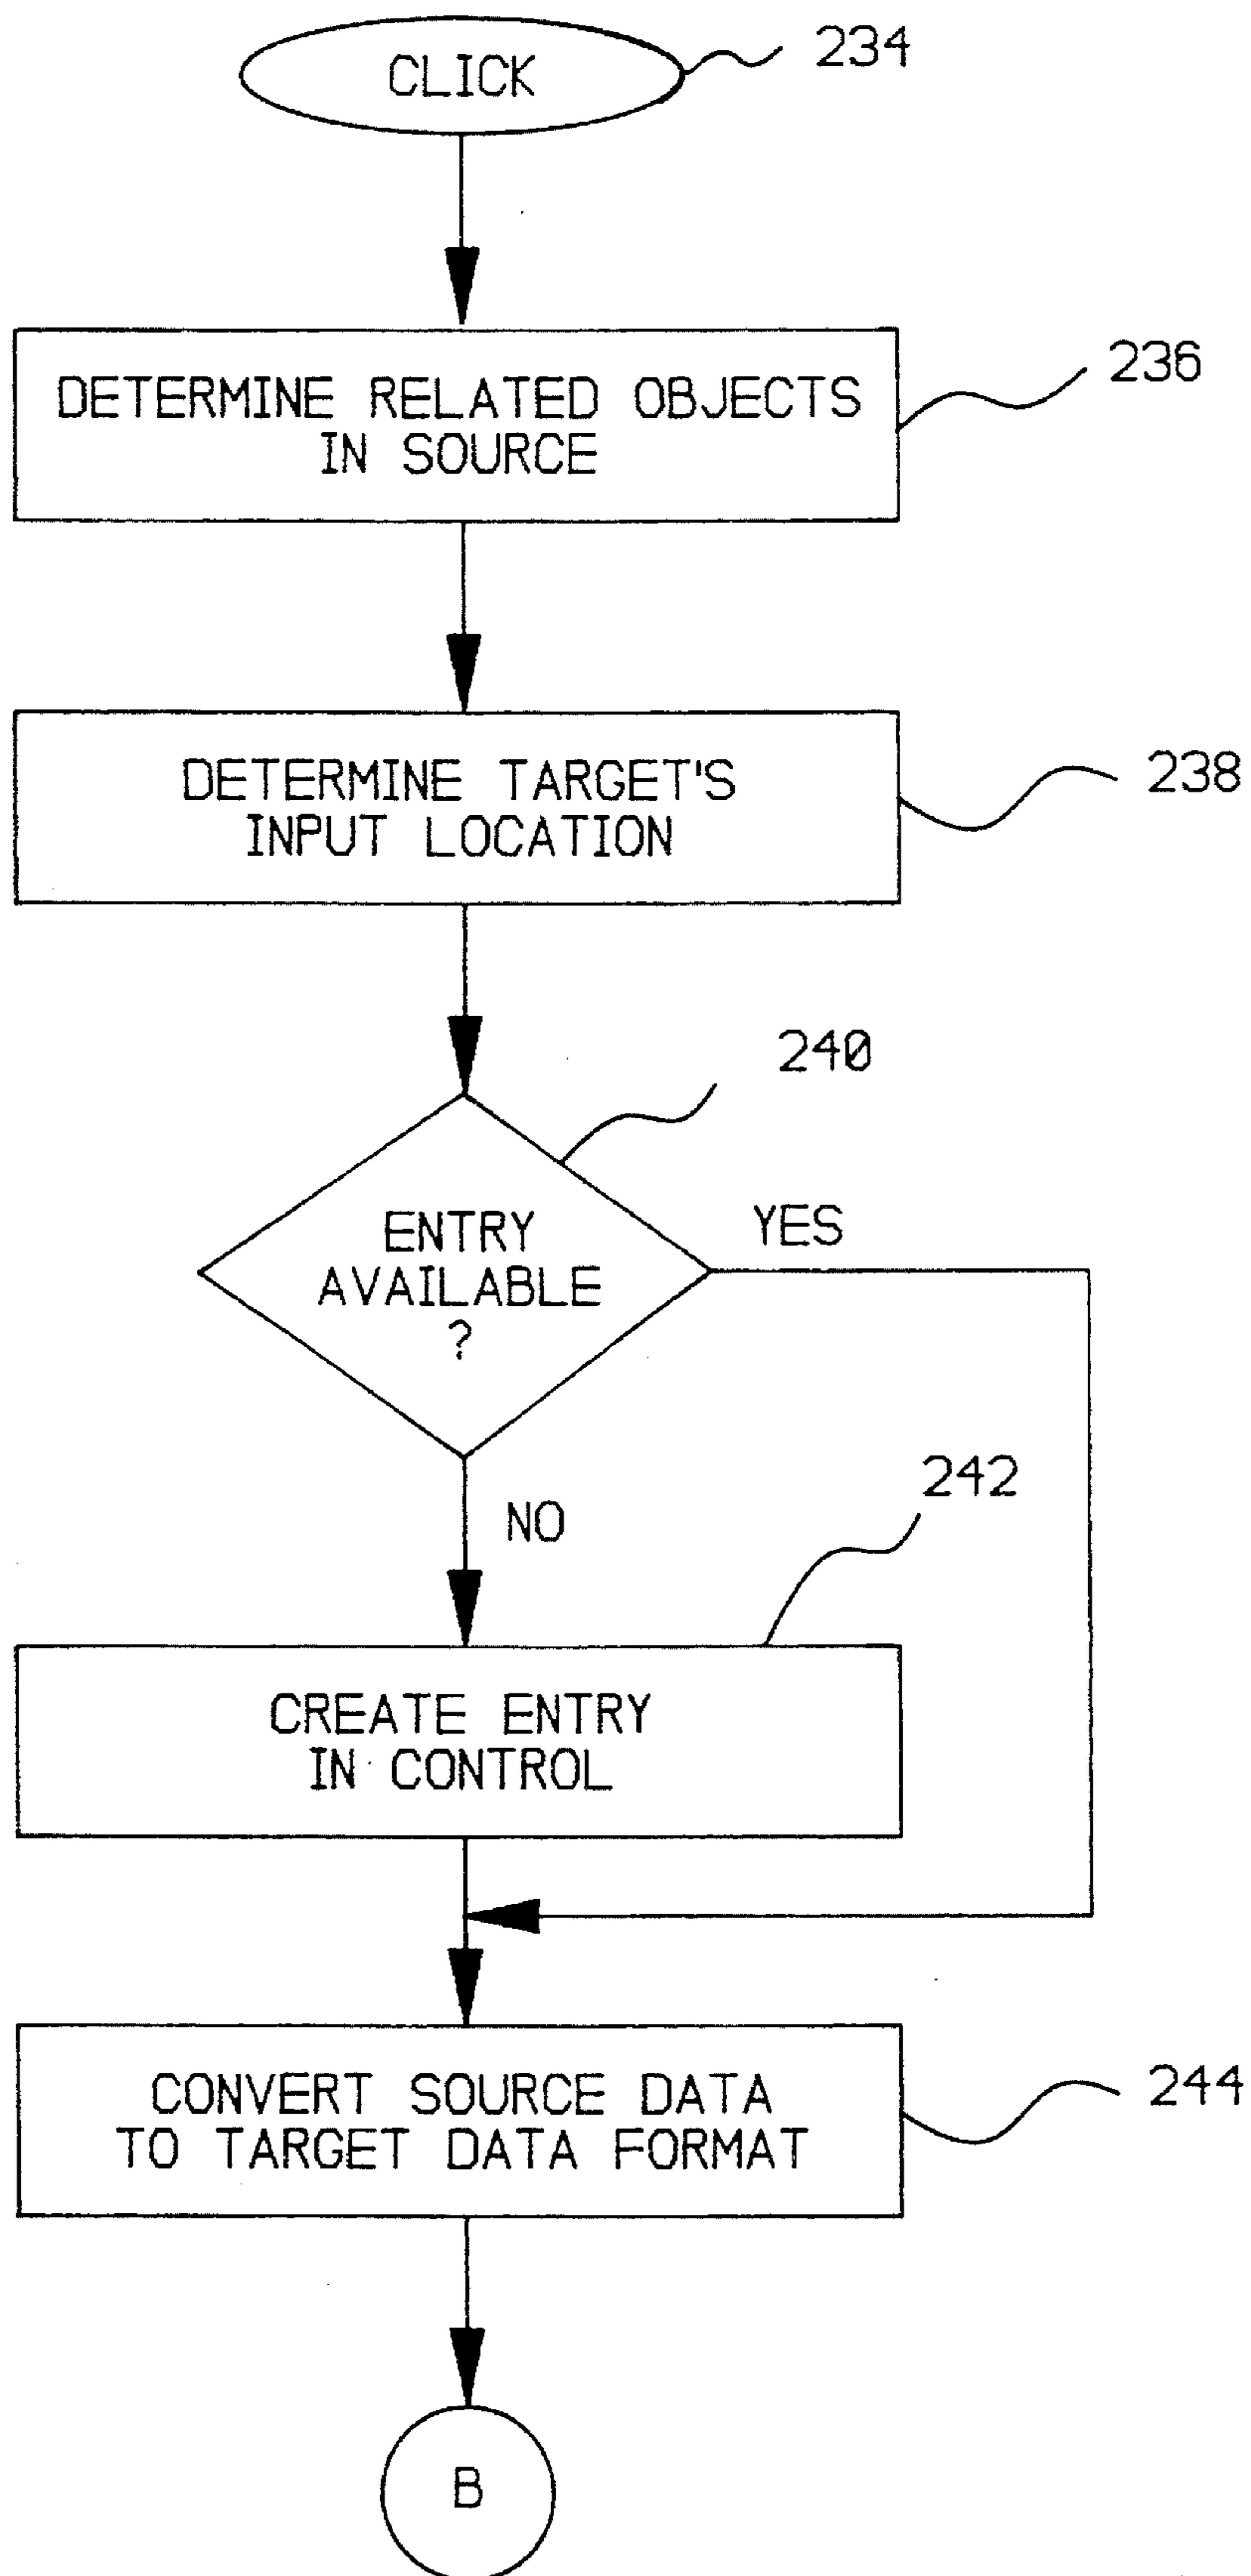 CLICK
234
DETERMINE RELATED OBJECTS
IN SOURCE
236
DETERMINE TARGET'S
INPUT LOCATION
238
240
ENTRY
AVAILABLE
?
YES
NO
242
CREATE ENTRY
IN CONTROL
CONVERT SOURCE DATA
TO TARGET DATA FORMAT
244
B